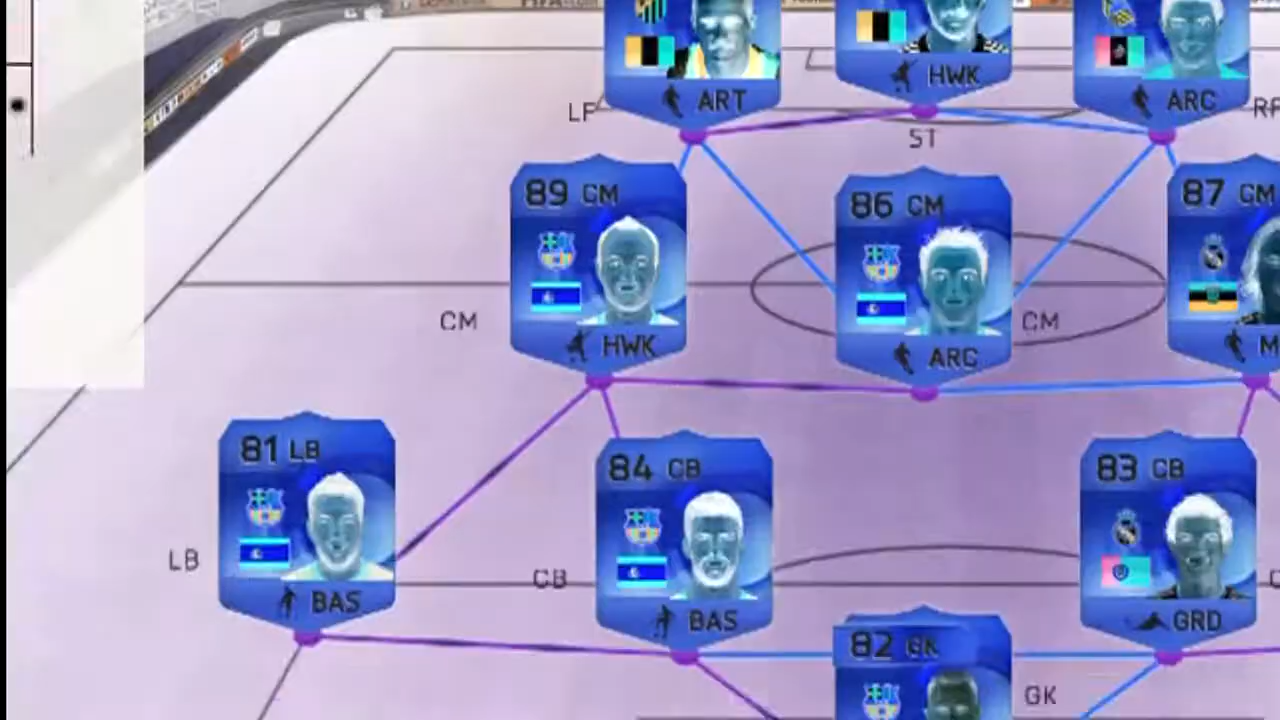 ART
HWK
ARC
LF
ST
89 CM
86 CM
87 CM
CM
CM
HWK
ARC
81 LB
84 CB
83 CB
LB
CB
BAS
BAS
GRD
82 GK
GK